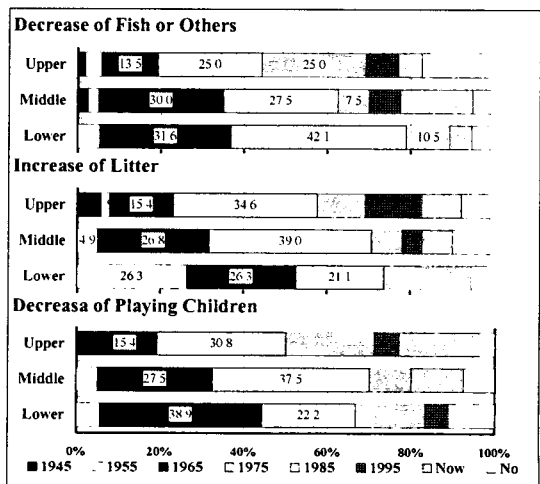 Decrease of Fish or Others
Upper 13.5 25.0 25.0
Middle 30.0 27.5 7.5
Lower 31.6 42.1 10.5
Increase of Litter
Upper 15.4 34.6
Middle 4.9 26.8 39.0
Lower 26.3 26.3 21.1
Decreasa of Playing Children
Upper 15.4 30.8
Middle 27.5 37.5
Lower 38.9 22.2
0% 20% 40% 60% 80% 100%
1945 1955 1965 1975 1985 1995 Now No